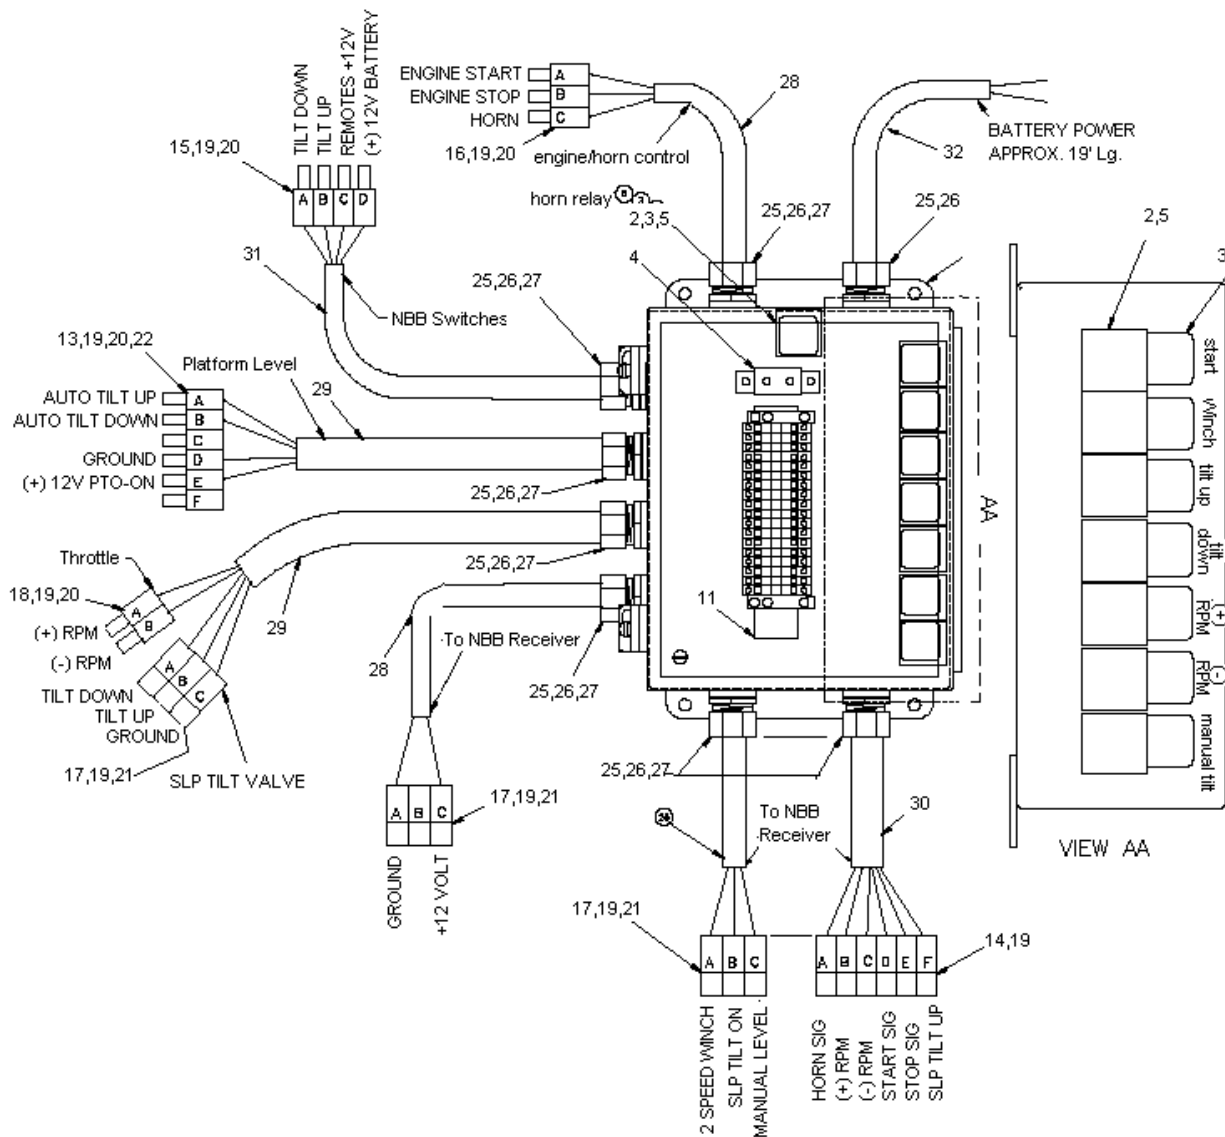 TILT DOWN
TILT UP
REMOTES +12V
(+) 12V BATTERY
A B C D
15,19,20
31
NBB Switches
ENGINE START A
ENGINE STOP B
HORN C
16,19,20
engine/horn control
28
horn relay
2,3,5
4
25,26,27
BATTERY POWER
APPROX. 19' Lg.
32
25,26
25,26,27
13,19,20,22
Platform Level
29
AUTO TILT UP A
AUTO TILT DOWN B
C
GROUND D
(+) 12V PTO-ON E
F
25,26,27
25,26,27
Throttle
18,19,20
A
B
(+) RPM
(-) RPM
29
A
B
C
TILT DOWN
TILT UP
GROUND
17,19,21
SLP TILT VALVE
28
To NBB Receiver
25,26,27
11
A B C
17,19,21
GROUND
+12 VOLT
25,26,27
To NBB
Receiver
30
17,19,21
A B C
2 SPEED WINCH
SLP TILT ON
MANUAL LEVEL
14,19
A B C D E F
HORN SIG
(+) RPM
(-) RPM
START SIG
STOP SIG
SLP TILT UP
AA
2,5
3
start
Winch
tilt up
tilt
down
(+)
RPM
(-)
RPM
manual tilt
VIEW AA